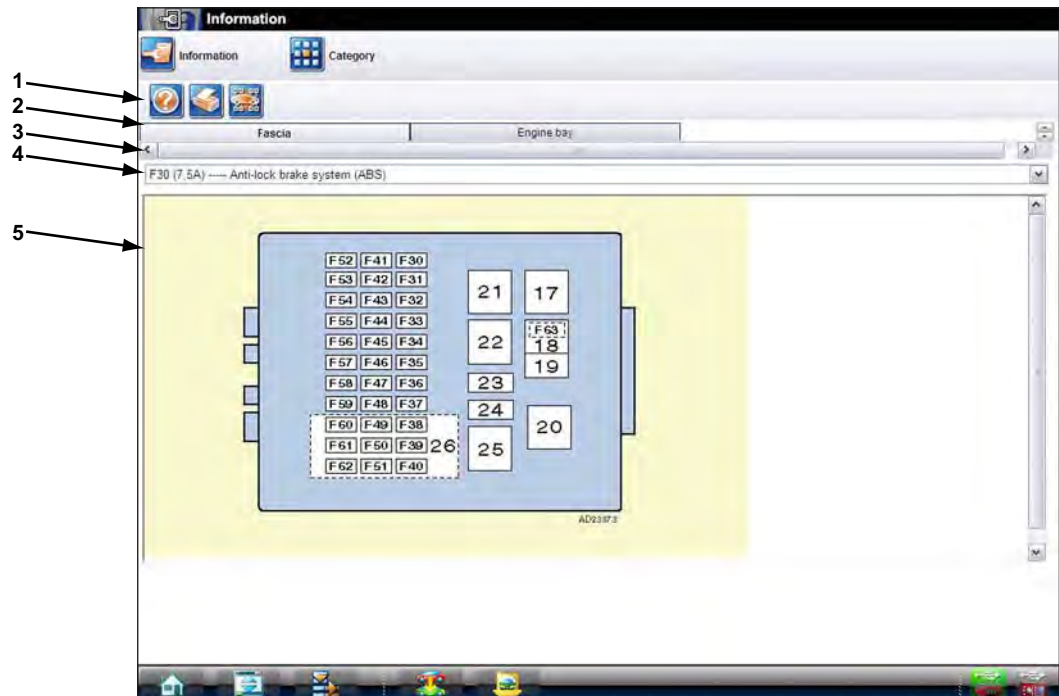 Information
Information Category
1
2
Fascia Engine bay
3
4
F30 (7.5A) ---- Anti-lock brake system (ABS)
5
F52 F41 F30
F53 F42 F31
21 17
F54 F43 F32
F55 F44 F33
F63
F56 F45 F34
22 18
F57 F46 F35
19
F58 F47 F36
23
F59 F48 F37
24
F60 F49 F38
20
F61 F50 F39 26
25
F62 F51 F40